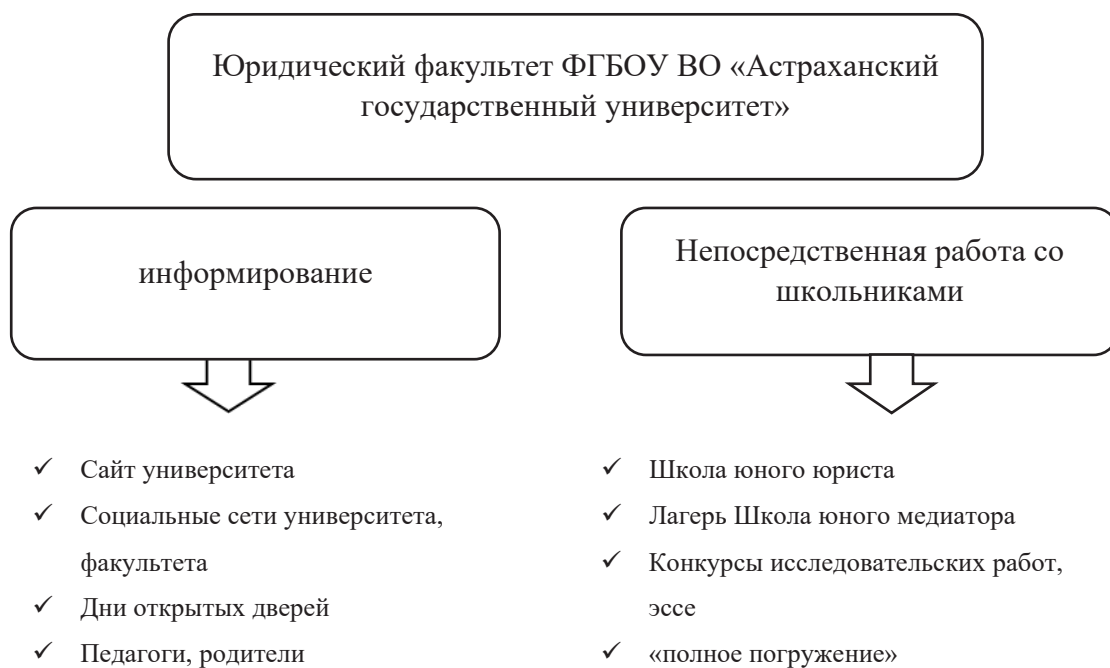 Юридический факультет ФГБОУ ВО «Астраханский
государственный университет»
информирование
Непосредственная работа со
школьниками
✓ Сайт университета
✓ Социальные сети университета,
факультета
✓ Дни открытых дверей
✓ Педагоги, родители
✓ Школа юного юриста
✓ Лагерь Школа юного медиатора
✓ Конкурсы исследовательских работ,
эссе
✓ «полное погружение»